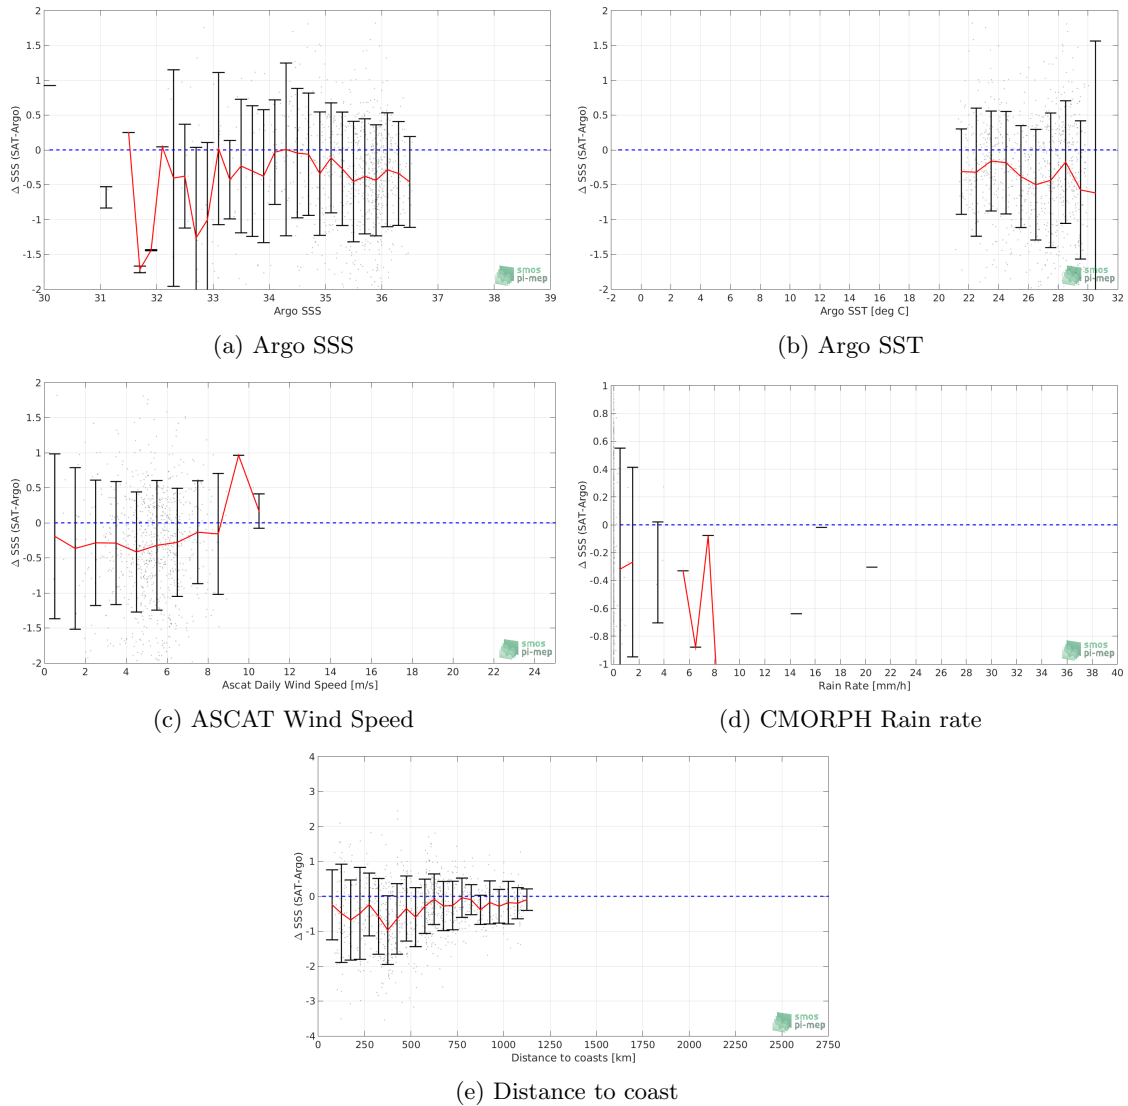 2
1.5
1
0.5
0
-0.5
-1
-1.5
-2
Δ SSS (SAT-Argo)
30 31 32 33 34 35 36 37 38 39
Argo SSS
smos
pi-mep
(a) Argo SSS
2
1.5
1
0.5
0
-0.5
-1
-1.5
-2
Δ SSS (SAT-Argo)
-2 0 2 4 6 8 10 12 14 16 18 20 22 24 26 28 30 32
Argo SST [deg C]
smos
pi-mep
(b) Argo SST
2
1.5
1
0.5
0
-0.5
-1
-1.5
-2
Δ SSS (SAT-Argo)
0 2 4 6 8 10 12 14 16 18 20 22 24
Ascat Daily Wind Speed [m/s]
smos
pi-mep
(c) ASCAT Wind Speed
1
0.8
0.6
0.4
0.2
0
-0.2
-0.4
-0.6
-0.8
-1
Δ SSS (SAT-Argo)
0 2 4 6 8 10 12 14 16 18 20 22 24 26 28 30 32 34 36 38 40
Rain Rate [mm/h]
smos
pi-mep
(d) CMORPH Rain rate
4
3
2
1
0
-1
-2
-3
-4
Δ SSS (SAT-Argo)
0 250 500 750 1000 1250 1500 1750 2000 2250 2500 2750
Distance to coasts [km]
smos
pi-mep
(e) Distance to coast